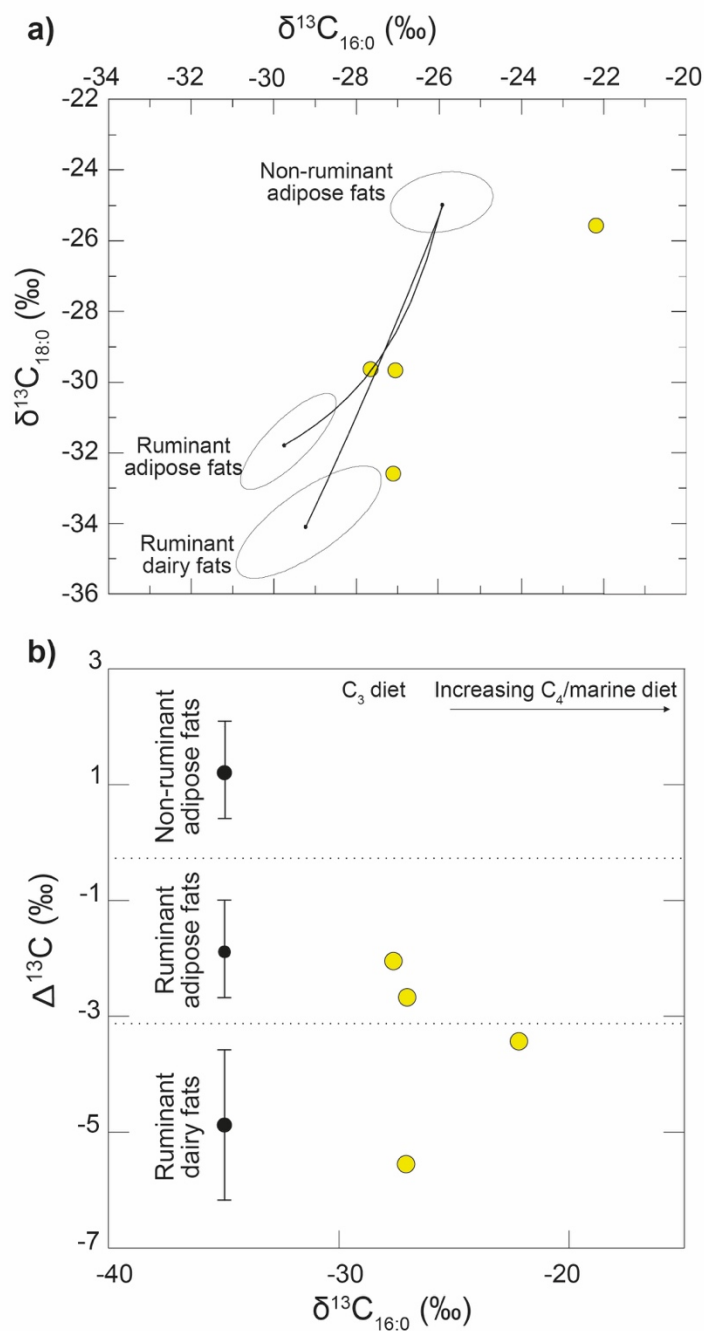 a)
δ¹³C₁₆:₀ (‰)
-34 -32 -30 -28 -26 -24 -22 -20
-22
-24
-26
-28
-30
-32
-34
-36
δ¹³C₁₈:₀ (‰)
Non-ruminant
adipose fats
Ruminant
adipose fats
Ruminant
dairy fats
b)
3
1
-1
-3
-5
-7
Δ¹³C (‰)
Non-ruminant
adipose fats
Ruminant
adipose fats
Ruminant
dairy fats
C₃ diet
Increasing C₄/marine diet
-40 -30 -20
δ¹³C₁₆:₀ (‰)